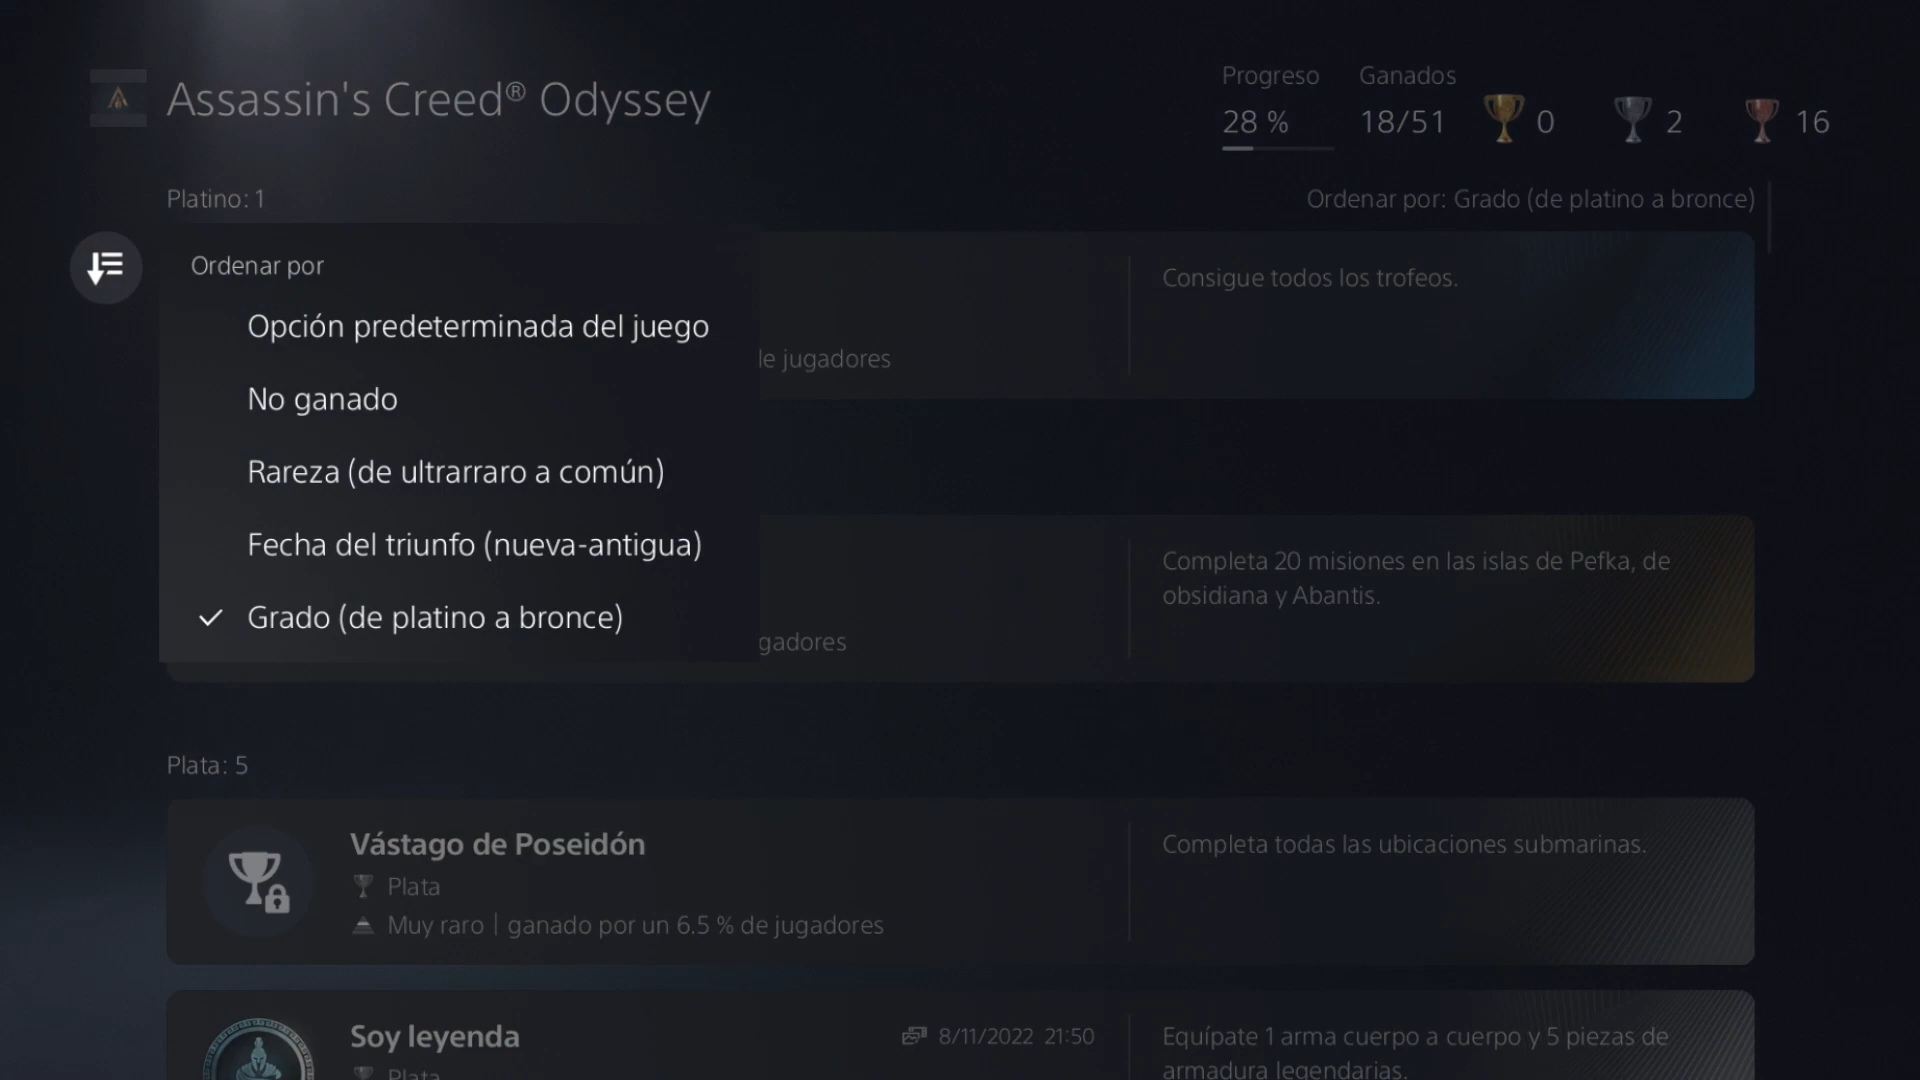 Assassin's Creed® Odyssey
Progreso
28 %
Ganados
18/51
0
2
16
Platino: 1
Ordenar por: Grado (de platino a bronce)
Ordenar por
Opción predeterminada del juego
No ganado
Rareza (de ultrarraro a común)
Fecha del triunfo (nueva-antigua)
Grado (de platino a bronce)
de jugadores
Consigue todos los trofeos.
gadores
Completa 20 misiones en las islas de Pefka, de
obsidiana y Abantis.
Plata: 5
Vástago de Poseidón
Plata
Muy raro | ganado por un 6.5 % de jugadores
Completa todas las ubicaciones submarinas.
Soy leyenda
8/11/2022 21:50
Plata
Equípate 1 arma cuerpo a cuerpo y 5 piezas de
armadura legendarias.